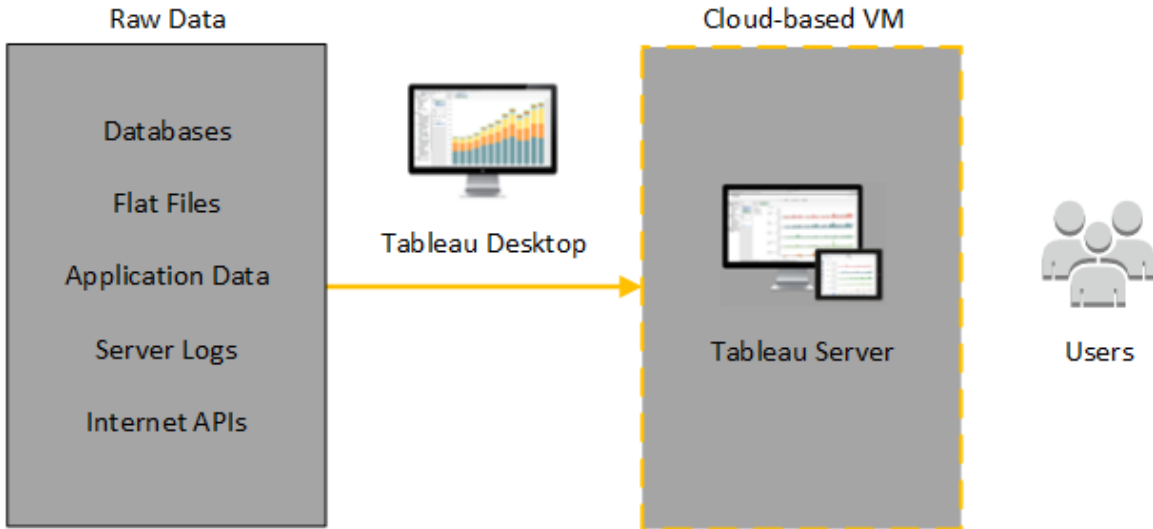 Raw Data
Databases
Flat Files
Application Data
Server Logs
Internet APIs
Tableau Desktop
Cloud-based VM
Tableau Server
Users